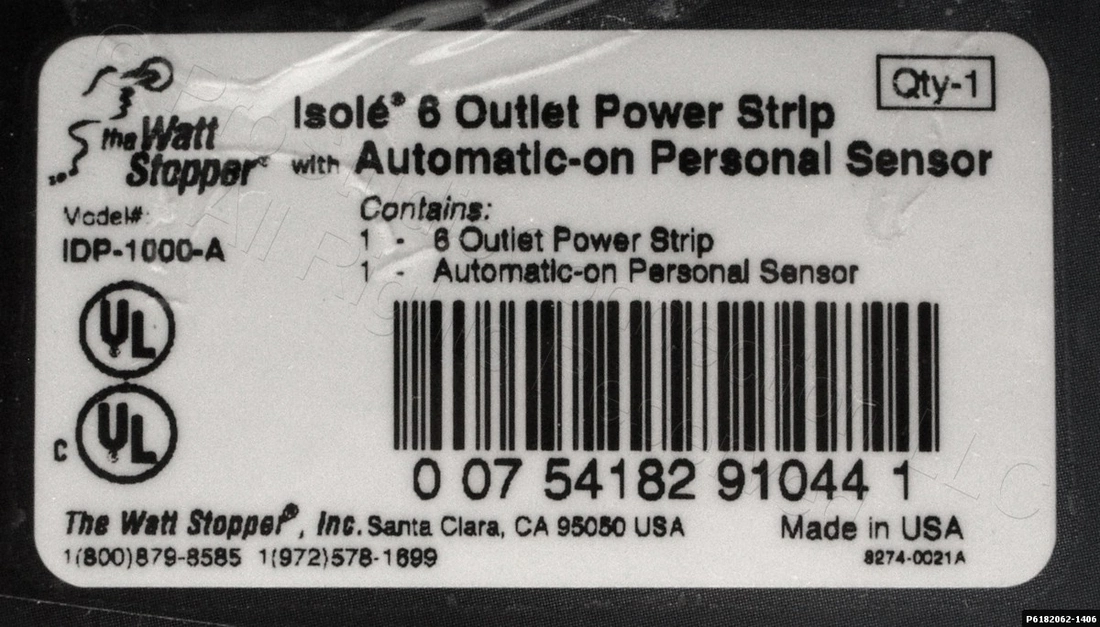 the Watt Stopper®
Isolé® 6 Outlet Power Strip
with Automatic-on Personal Sensor
Qty-1
Model#:
IDP-1000-A
Contains:
1 - 6 Outlet Power Strip
1 - Automatic-on Personal Sensor
UL
C UL
0 07 54182 91044 1
The Watt Stopper®, Inc. Santa Clara, CA 95050 USA
1(800)879-8585 1(972)578-1699
Made in USA
8274-0021A
P6182062-1406